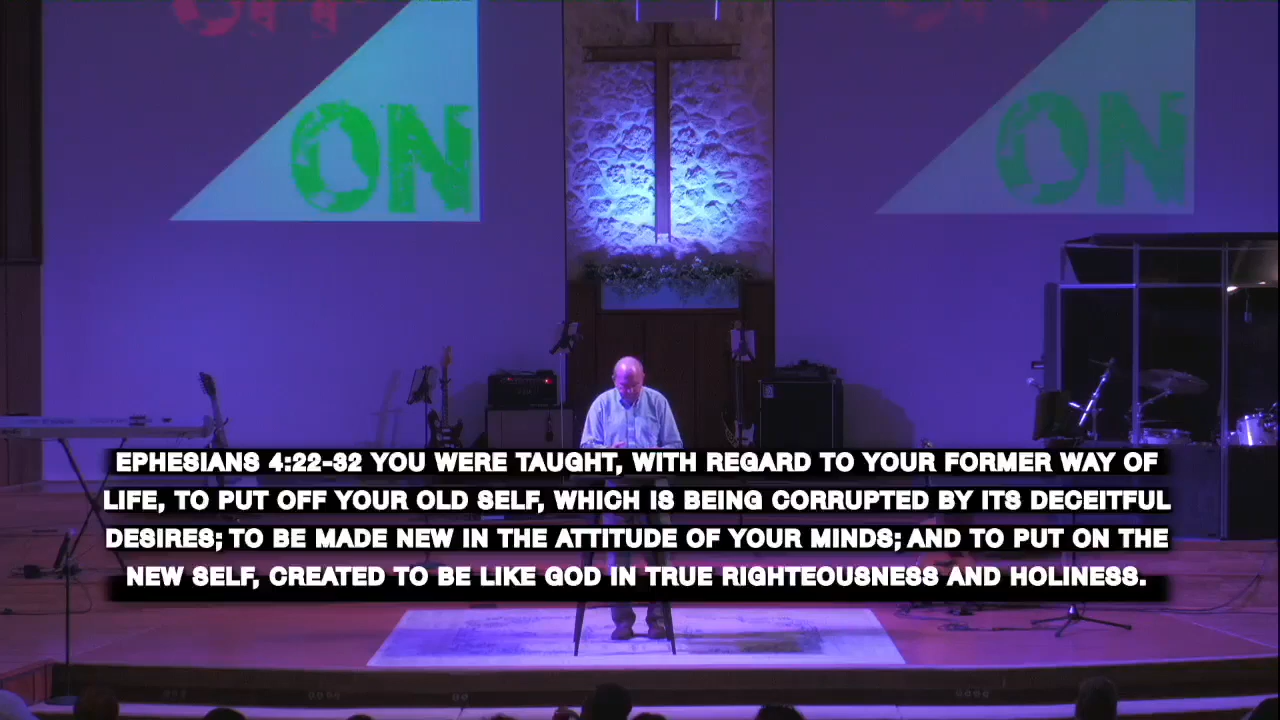 OFF
ON
ON
EPHESIANS 4:22-32 YOU WERE TAUGHT, WITH REGARD TO YOUR FORMER WAY OF
LIFE, TO PUT OFF YOUR OLD SELF, WHICH IS BEING CORRUPTED BY ITS DECEITFUL
DESIRES; TO BE MADE NEW IN THE ATTITUDE OF YOUR MINDS; AND TO PUT ON THE
NEW SELF, CREATED TO BE LIKE GOD IN TRUE RIGHTEOUSNESS AND HOLINESS.